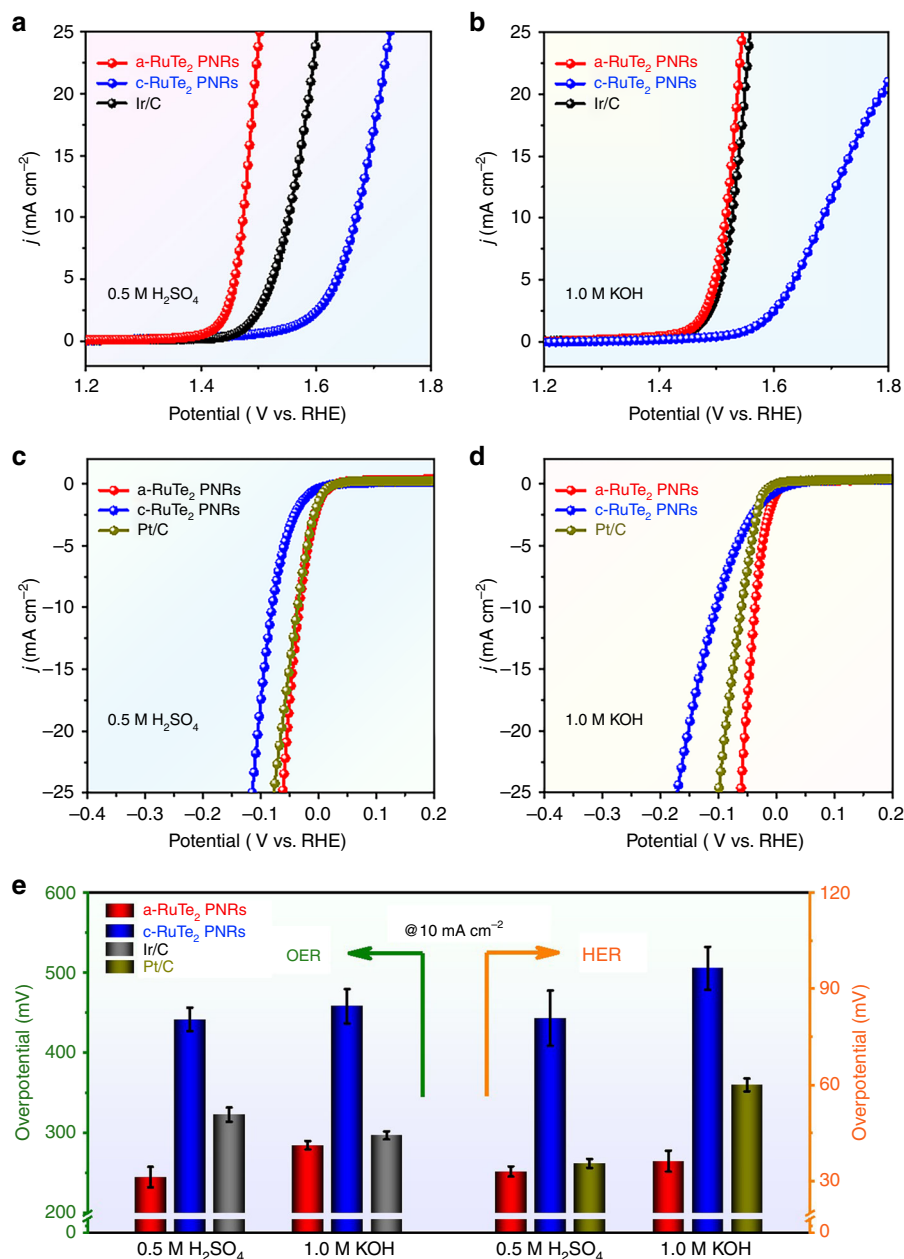 a
25
20
15
10
5
0
j (mA cm⁻²)
a-RuTe₂ PNRs
c-RuTe₂ PNRs
Ir/C
0.5 M H₂SO₄
1.2 1.4 1.6 1.8
Potential ( V vs. RHE)
b
25
20
15
10
5
0
j (mA cm⁻²)
a-RuTe₂ PNRs
c-RuTe₂ PNRs
Ir/C
1.0 M KOH
1.2 1.4 1.6 1.8
Potential ( V vs. RHE)
c
0
−5
−10
−15
−20
−25
j (mA cm⁻²)
a-RuTe₂ PNRs
c-RuTe₂ PNRs
Pt/C
0.5 M H₂SO₄
−0.4 −0.3 −0.2 −0.1 0.0 0.1 0.2
Potential ( V vs. RHE)
d
0
−5
−10
−15
−20
−25
j (mA cm⁻²)
a-RuTe₂ PNRs
c-RuTe₂ PNRs
Pt/C
1.0 M KOH
−0.4 −0.3 −0.2 −0.1 0.0 0.1 0.2
Potential ( V vs. RHE)
e
600
500
400
300
200
0
Overpotential (mV)
a-RuTe₂ PNRs
c-RuTe₂ PNRs
Ir/C
Pt/C
@10 mA cm⁻²
OER
HER
120
90
60
30
0
Overpotential (mV)
0.5 M H₂SO₄ 1.0 M KOH 0.5 M H₂SO₄ 1.0 M KOH